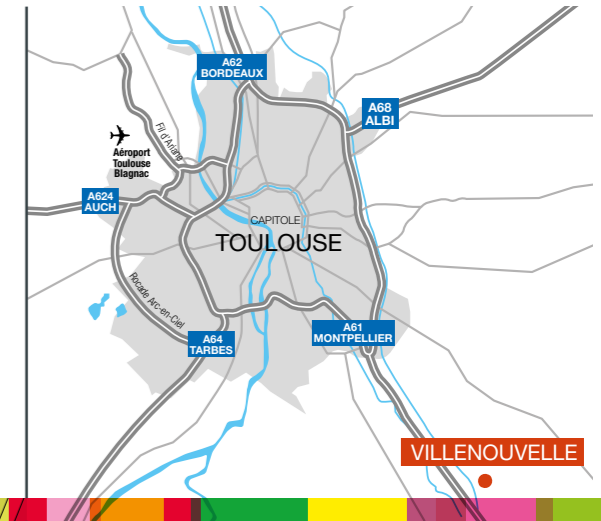 A62
BORDEAUX
A68
ALBI
Fil d'Ariane
Aéroport
Toulouse
Blagnac
A624
AUCH
CAPITOLE
TOULOUSE
Rocade Arc-en-Ciel
A64
TARBES
A61
MONTPELLIER
VILLENOUVELLE